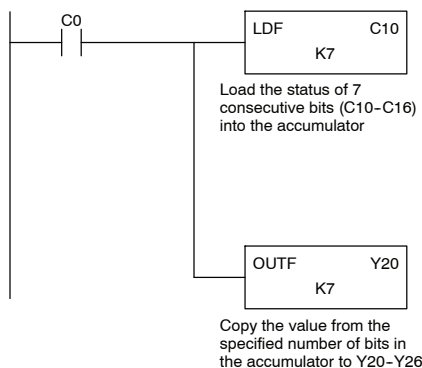 C0
LDF C10
K7
Load the status of 7
consecutive bits (C10-C16)
into the accumulator
OUTF Y20
K7
Copy the value from the
specified number of bits in
the accumulator to Y20-Y26